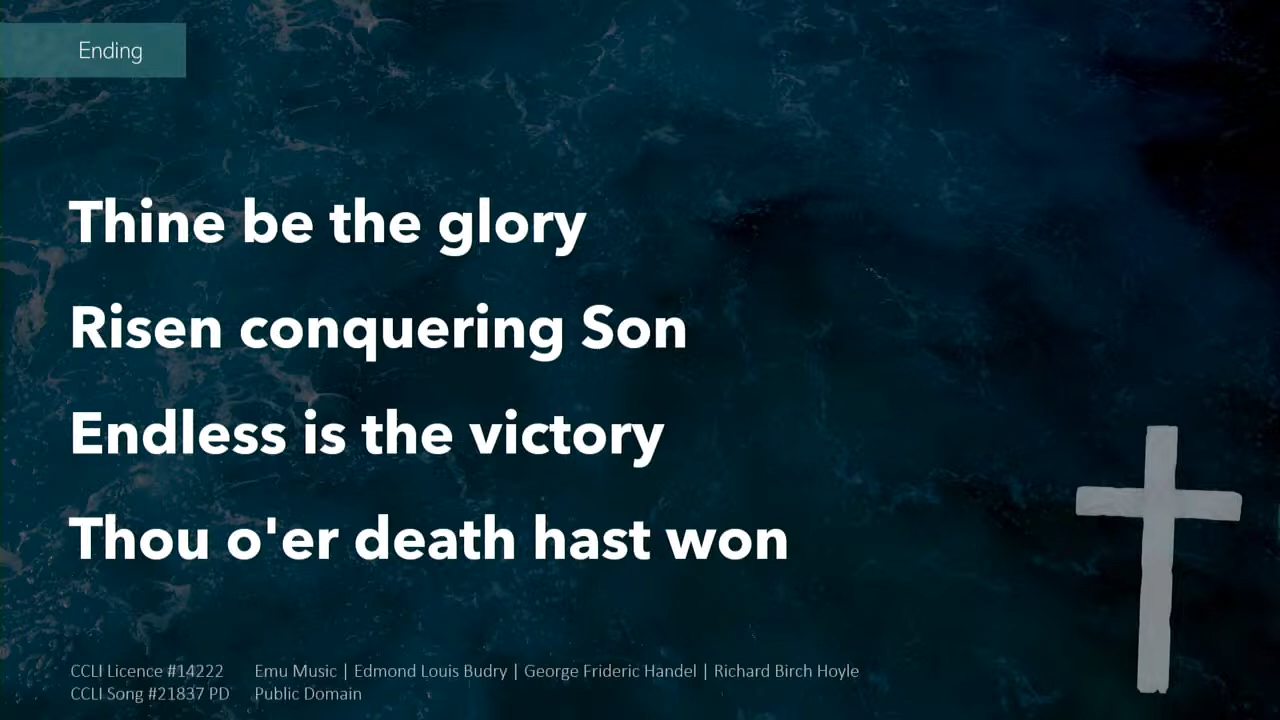 Ending
Thine be the glory
Risen conquering Son
Endless is the victory
Thou o'er death hast won
CCLI Licence #14222 Emu Music | Edmond Louis Budry | George Frideric Handel | Richard Birch Hoyle
CCLI Song #21837 PD Public Domain